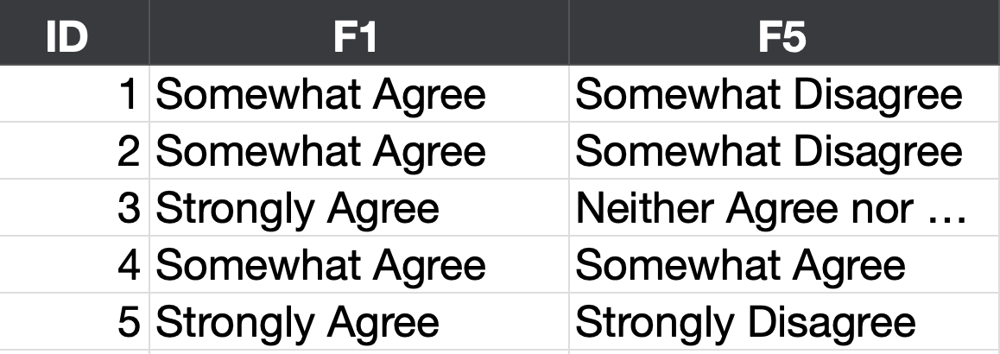 ID F1 F5
1 Somewhat Agree Somewhat Disagree
2 Somewhat Agree Somewhat Disagree
3 Strongly Agree Neither Agree nor …
4 Somewhat Agree Somewhat Agree
5 Strongly Agree Strongly Disagree